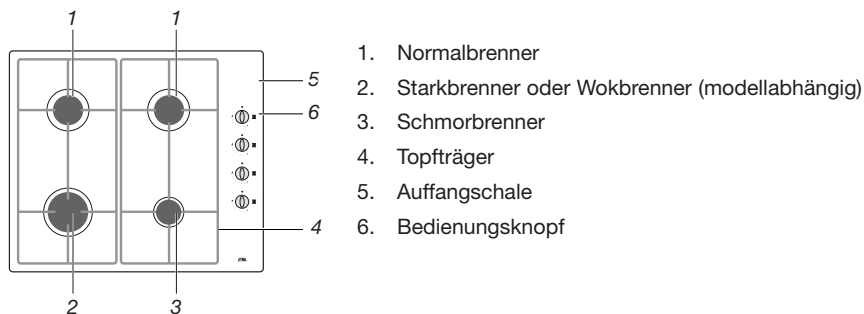 1 1
1. Normalbrenner
5
2. Starkbrenner oder Wokbrenner (modellabhängig)
6
3. Schmorbrenner
4. Topfträger
5. Auffangschale
4
6. Bedienungsknopf
2 3